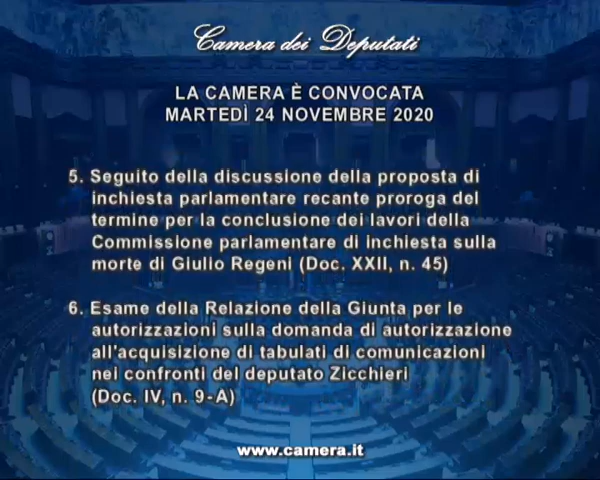 Camera dei Deputati
LA CAMERA È CONVOCATA
MARTEDÌ 24 NOVEMBRE 2020
5. Seguito della discussione della proposta di
inchiesta parlamentare recante proroga del
termine per la conclusione dei lavori della
Commissione parlamentare di inchiesta sulla
morte di Giulio Regeni (Doc. XXII, n. 45)
6. Esame della Relazione della Giunta per le
autorizzazioni sulla domanda di autorizzazione
all'acquisizione di tabulati di comunicazioni
nei confronti del deputato Zicchieri
(Doc. IV, n. 9-A)
www.camera.it